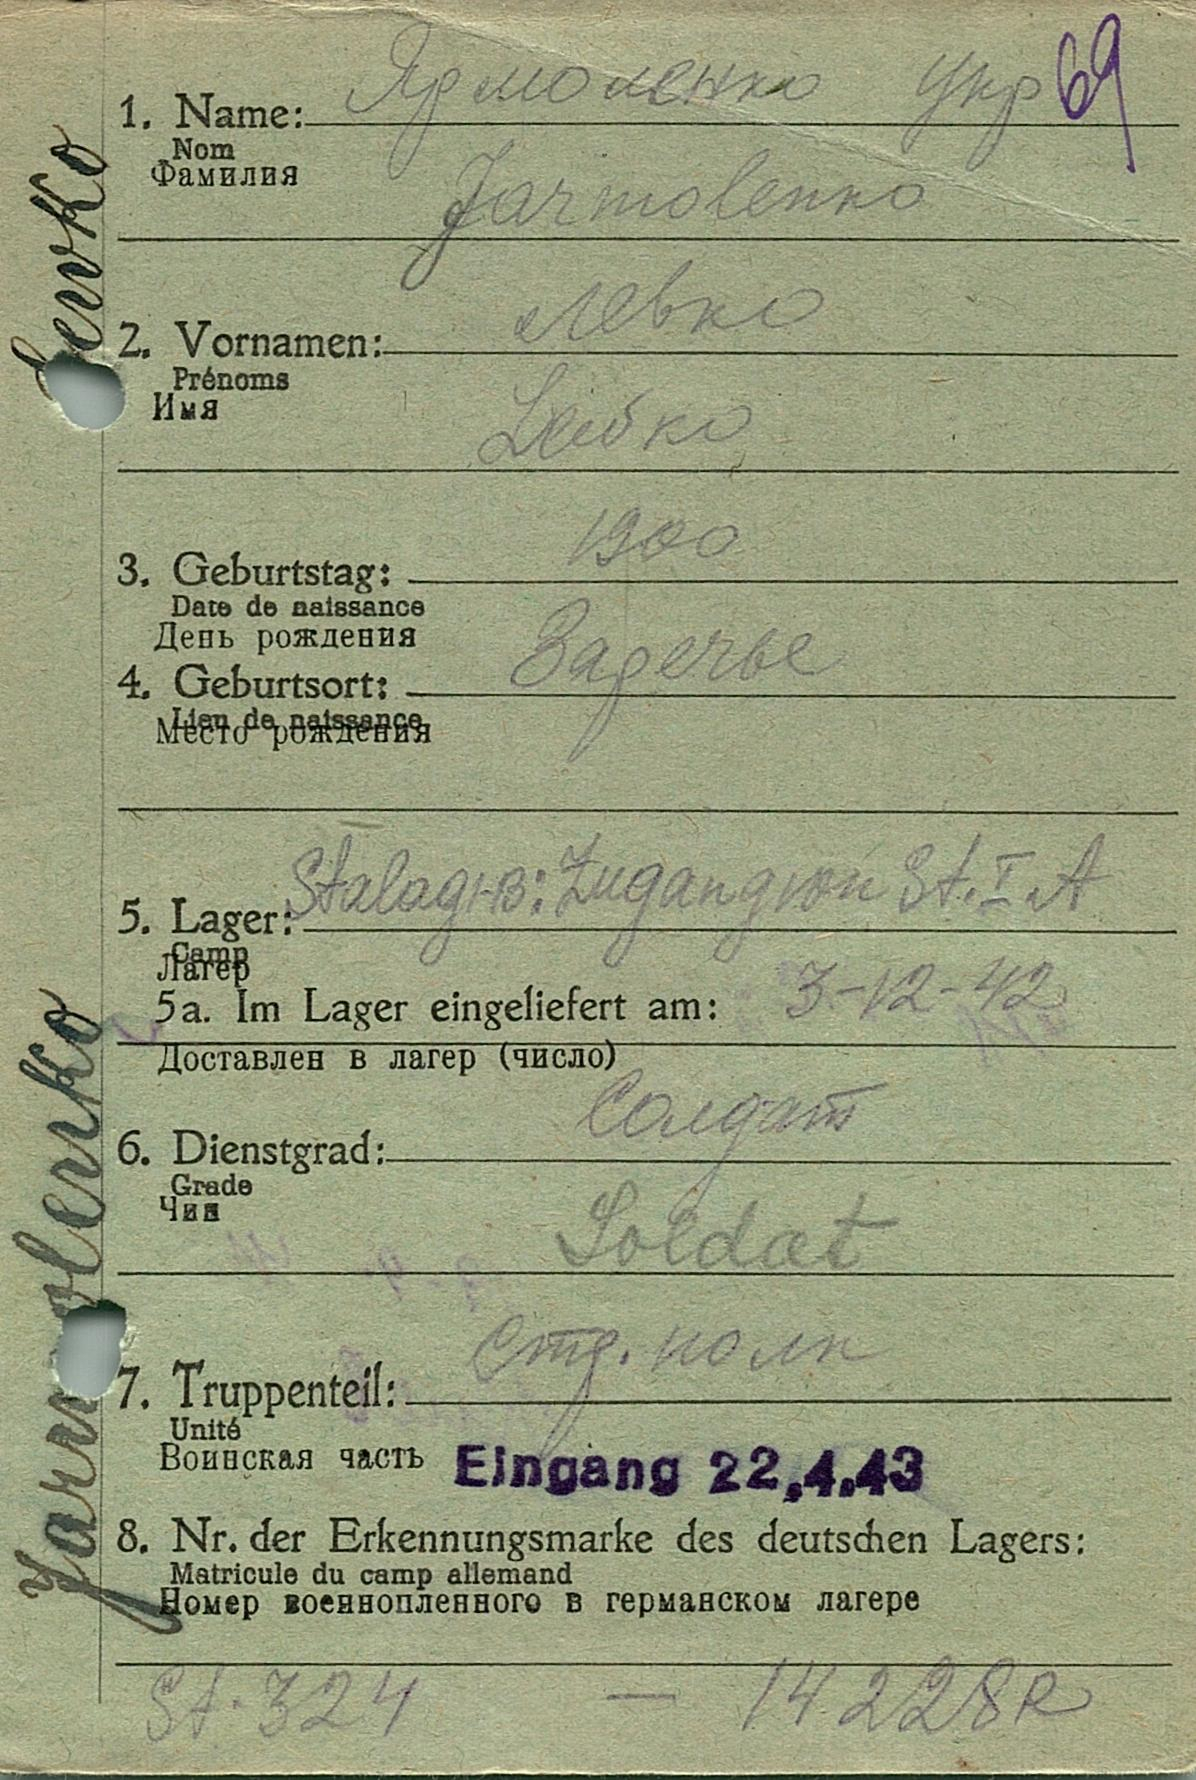 Ярмоленко Укр 69
1. Name:
Nom
Фамилия
Jarmolenko
Левко
2. Vornamen:
Prénoms
Имя
Lewko
1900
3. Geburtstag:
Date de naissance
День рождения
Заречье
4. Geburtsort:
Lieu de naissance
Место рождения
Stalag I-B: Zugang von St. I A
5. Lager:
Camp
Лагер
5a. Im Lager eingeliefert am: 3-12-42
Доставлен в лагер (число)
Солдат
6. Dienstgrad:
Grade
Чин
Soldat
Стр. полк
7. Truppenteil:
Unité
Воинская часть
Eingang 22.4.43
8. Nr. der Erkennungsmarke des deutschen Lagers:
Matricule du camp allemand
Номер военнопленного в германском лагере
St. 324 — 14228 R
Jarmolenko Levko